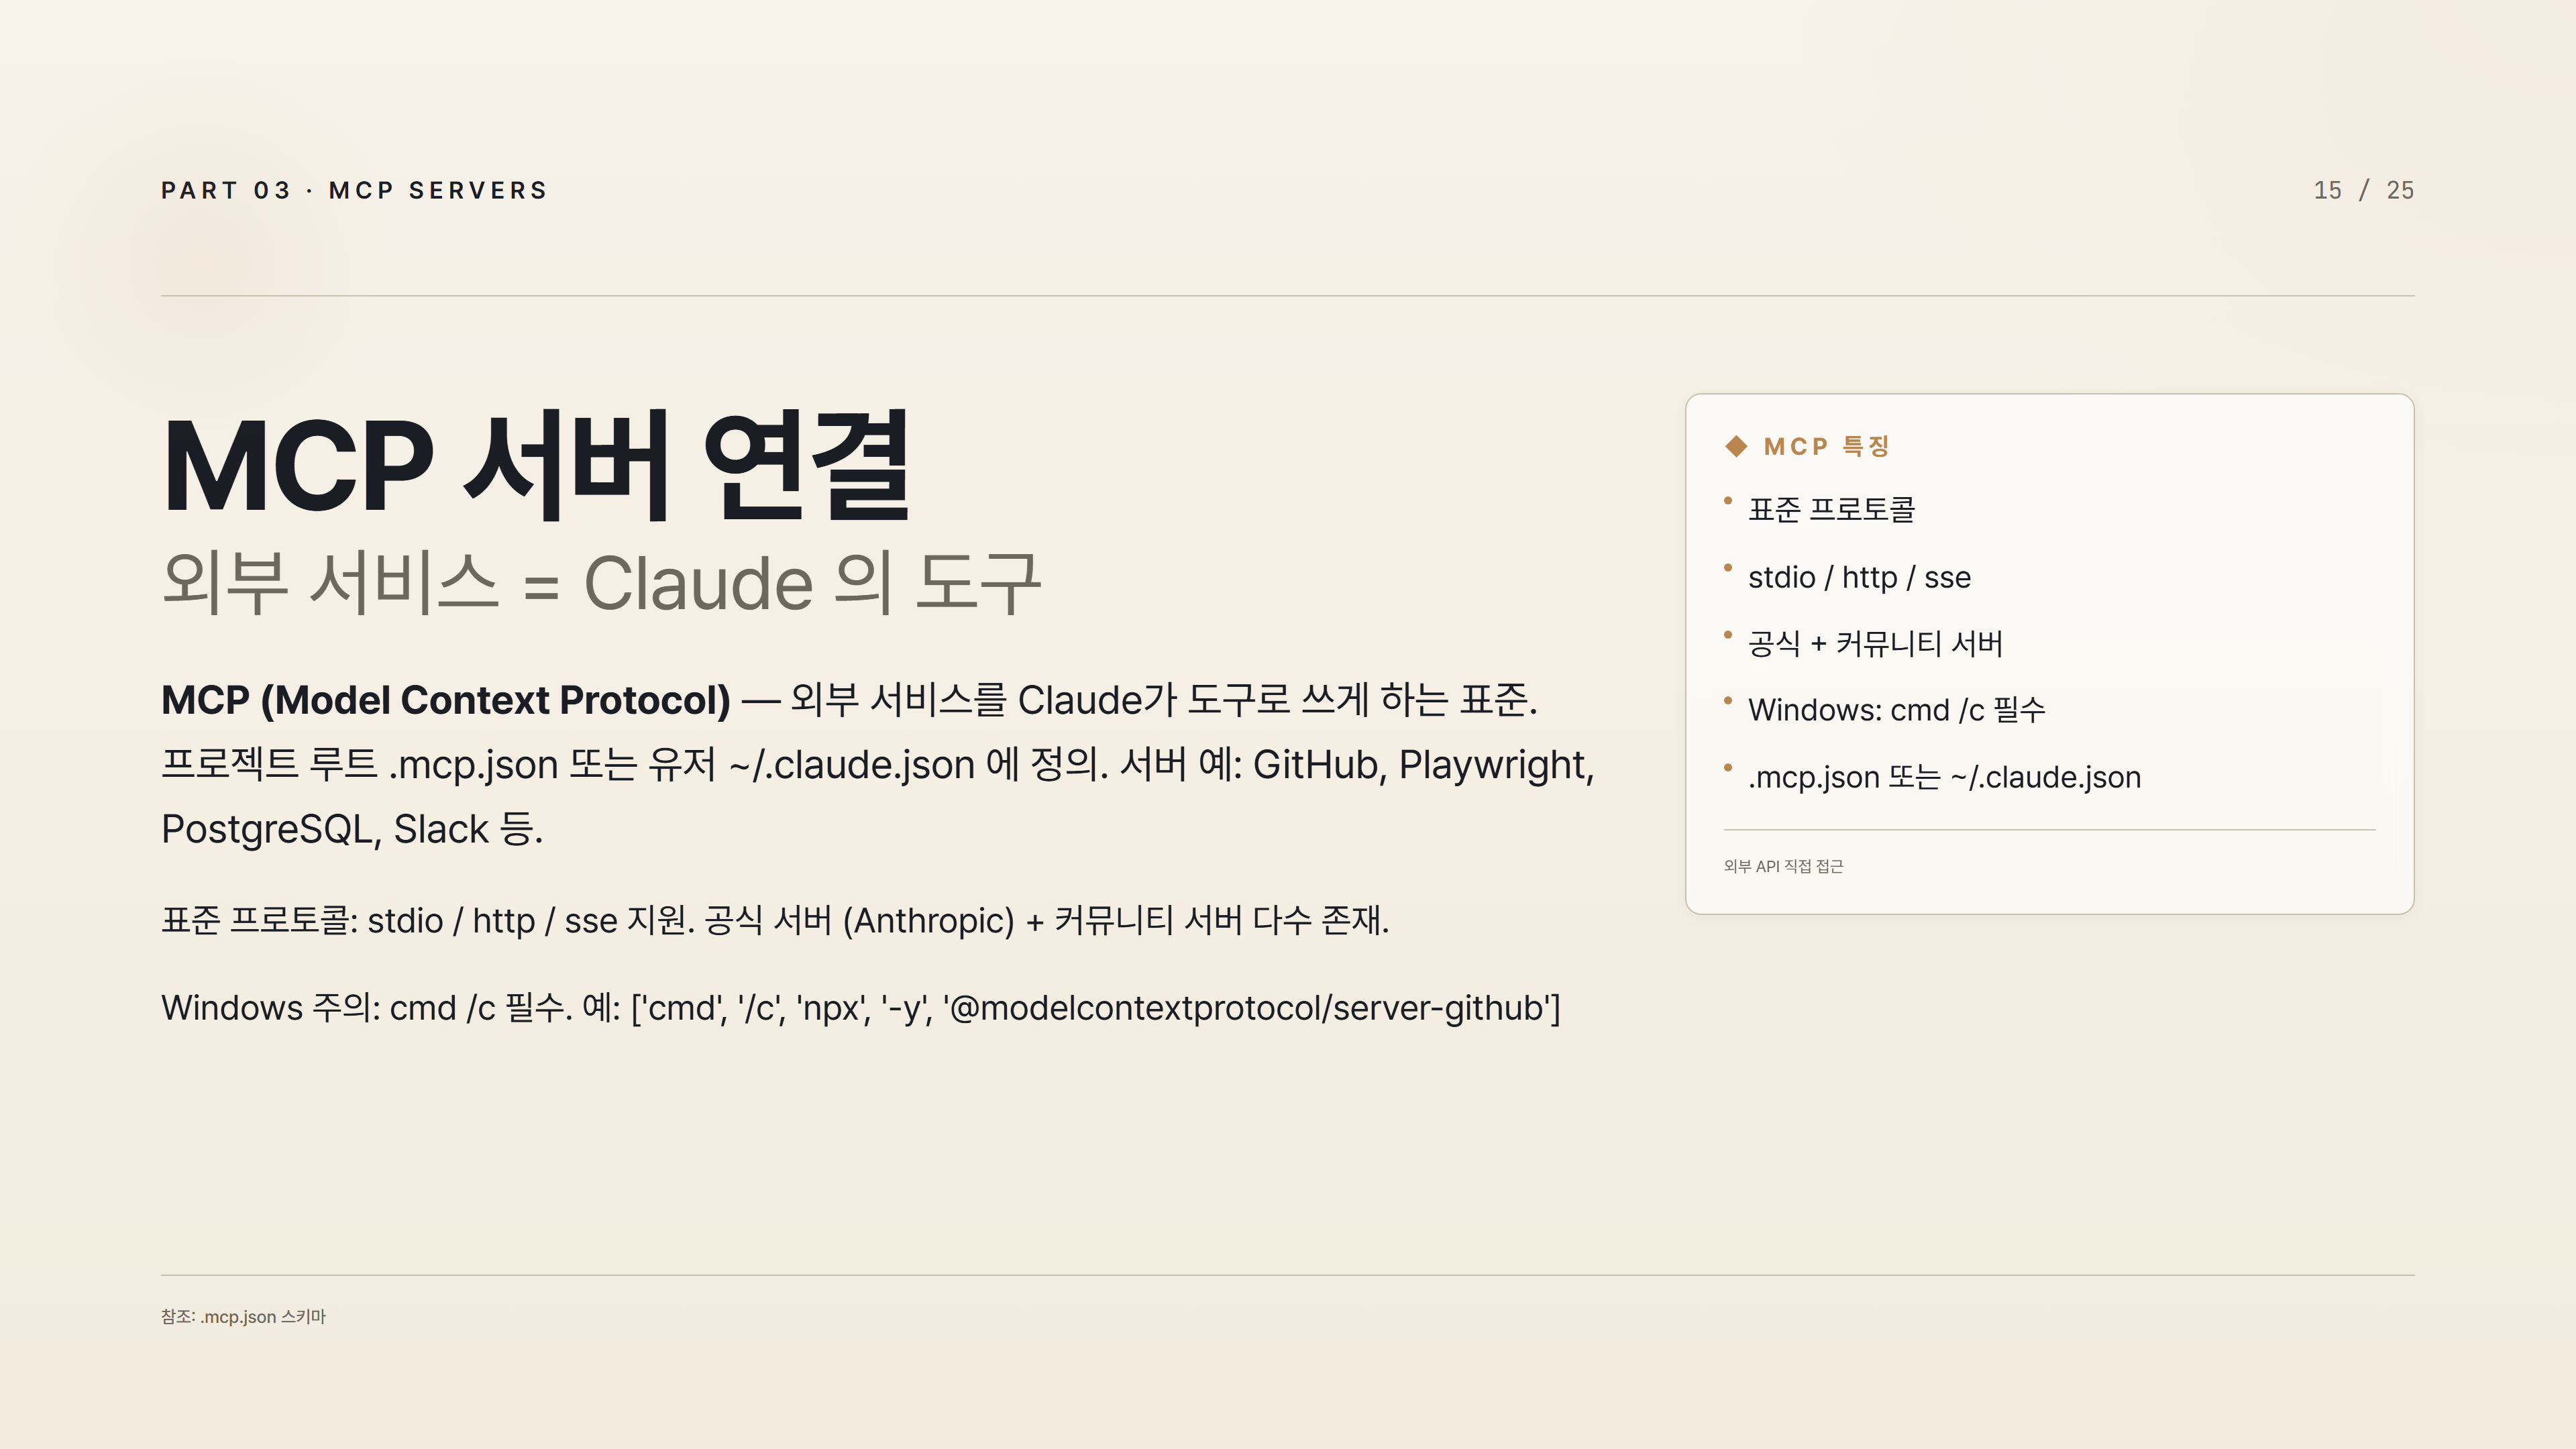 PART 03 · MCP SERVERS
15 / 25
MCP 서버 연결
외부 서비스 = Claude 의 도구
MCP (Model Context Protocol) — 외부 서비스를 Claude가 도구로 쓰게 하는 표준.
프로젝트 루트 .mcp.json 또는 유저 ~/.claude.json 에 정의. 서버 예: GitHub, Playwright,
PostgreSQL, Slack 등.
표준 프로토콜: stdio / http / sse 지원. 공식 서버 (Anthropic) + 커뮤니티 서버 다수 존재.
Windows 주의: cmd /c 필수. 예: ['cmd', '/c', 'npx', '-y', '@modelcontextprotocol/server-github']
◆ MCP 특징
• 표준 프로토콜
• stdio / http / sse
• 공식 + 커뮤니티 서버
• Windows: cmd /c 필수
• .mcp.json 또는 ~/.claude.json
외부 API 직접 접근
참조: .mcp.json 스키마